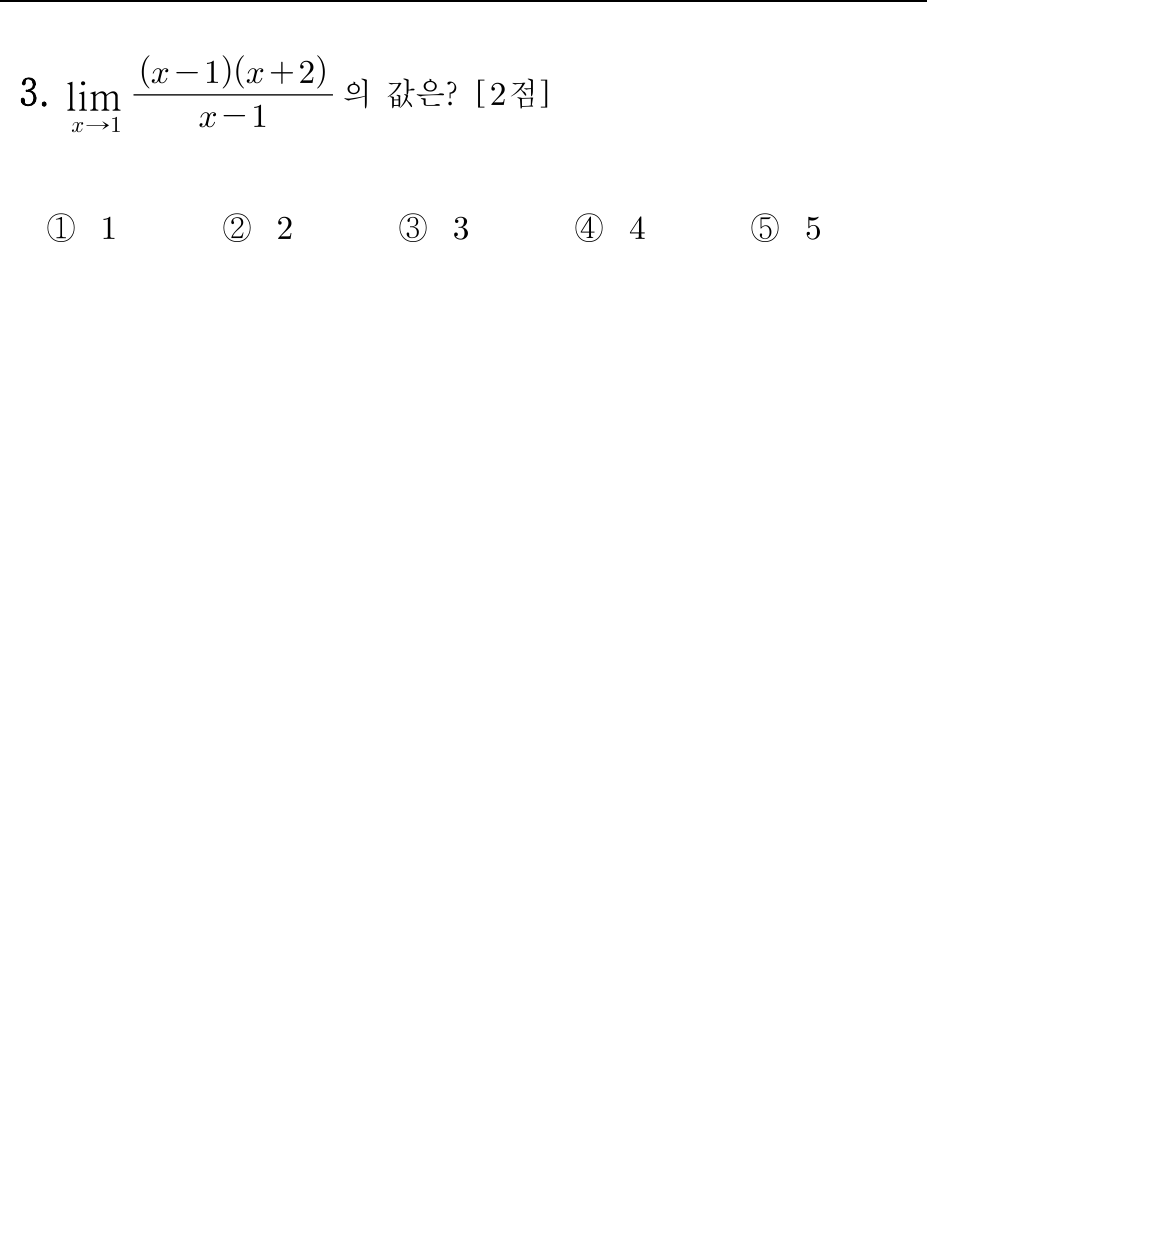 3. lim_{x→1} \frac{(x-1)(x+2)}{x-1} 의 값은? [2점]
① 1 ② 2 ③ 3 ④ 4 ⑤ 5